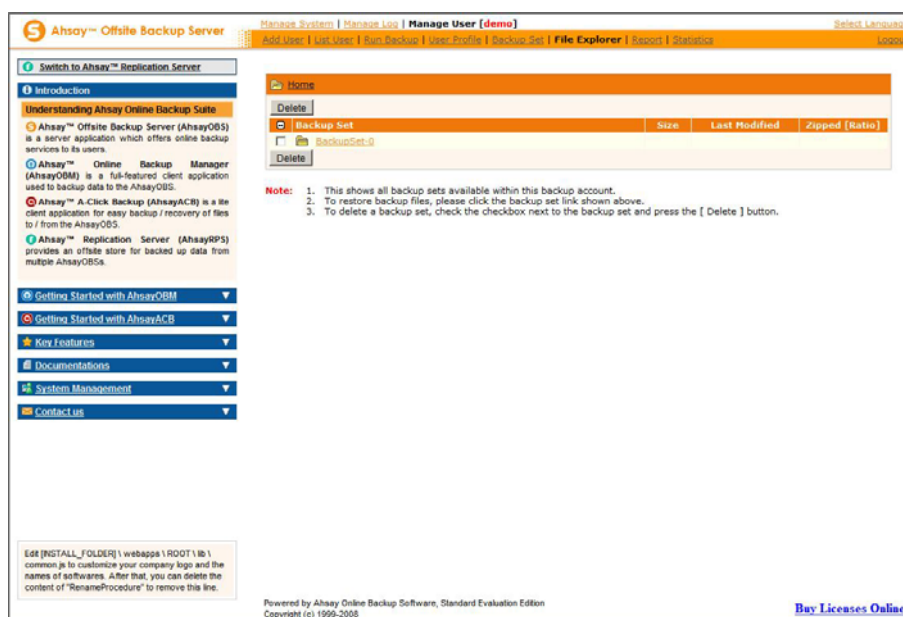 Ahsay™ Offsite Backup Server
Manage System | Manage Log | Manage User [demo]
Select Languag
Add User | List User | Run Backup | User Profile | Backup Set | File Explorer | Report | Statistics
Logou
Switch to Ahsay™ Replication Server
Introduction
Understanding Ahsay Online Backup Suite
Ahsay™ Offsite Backup Server (AhsayOBS)
is a server application which offers online backup
services to its users.
Ahsay™ Online Backup Manager
(AhsayOBM) is a full-featured client application
used to backup data to the AhsayOBS.
Ahsay™ A-Click Backup (AhsayACB) is a lite
client application for easy backup / recovery of files
to / from the AhsayOBS.
Ahsay™ Replication Server (AhsayRPS)
provides an offsite store for backed up data from
multiple AhsayOBSs.
Getting Started with AhsayOBM
Getting Started with AhsayACB
Key Features
Documentations
System Management
Contact us
Edit [INSTALL_FOLDER] \ webapps \ ROOT \ lib \
common.js to customize your company logo and the
names of softwares. After that, you can delete the
content of "RenameProcedure" to remove this line.
Home
Delete
Backup Set Size Last Modified Zipped [Ratio]
BackupSet-0
Delete
Note: 1. This shows all backup sets available within this backup account.
2. To restore backup files, please click the backup set link shown above.
3. To delete a backup set, check the checkbox next to the backup set and press the [ Delete ] button.
Powered by Ahsay Online Backup Software, Standard Evaluation Edition
Copyright (c) 1999-2008
Buy Licenses Online